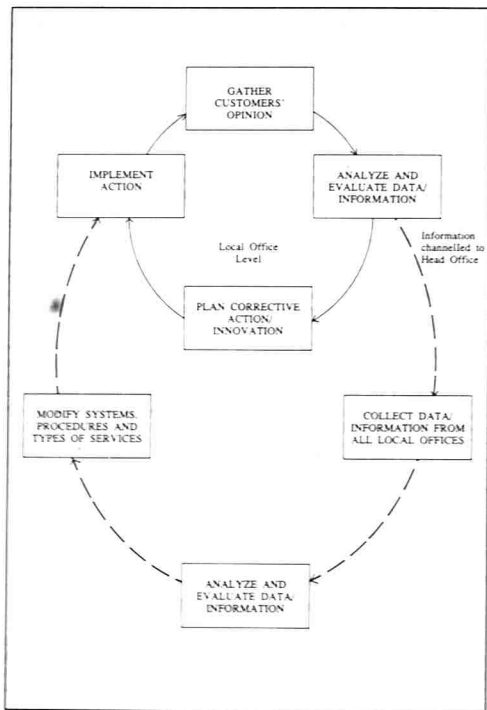 GATHER
CUSTOMERS'
OPINION
IMPLEMENT
ACTION
ANALYZE AND
EVALUATE DATA/
INFORMATION
Local Office
Level
Information
channelled to
Head Office
PLAN CORRECTIVE
ACTION/
INNOVATION
MODIFY SYSTEMS,
PROCEDURES AND
TYPES OF SERVICES
COLLECT DATA/
INFORMATION FROM
ALL LOCAL OFFICES
ANALYZE AND
EVALUATE DATA/
INFORMATION